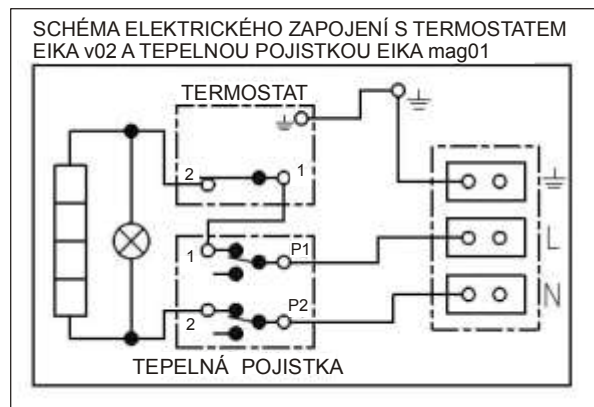 SCHÉMA ELEKTRICKÉHO ZAPOJENÍ S TERMOSTATEM
EIKA v02 A TEPELNOU POJISTKOU EIKA mag01
TERMOSTAT
2
1
1
P1
L
2
P2
N
TEPELNÁ POJISTKA